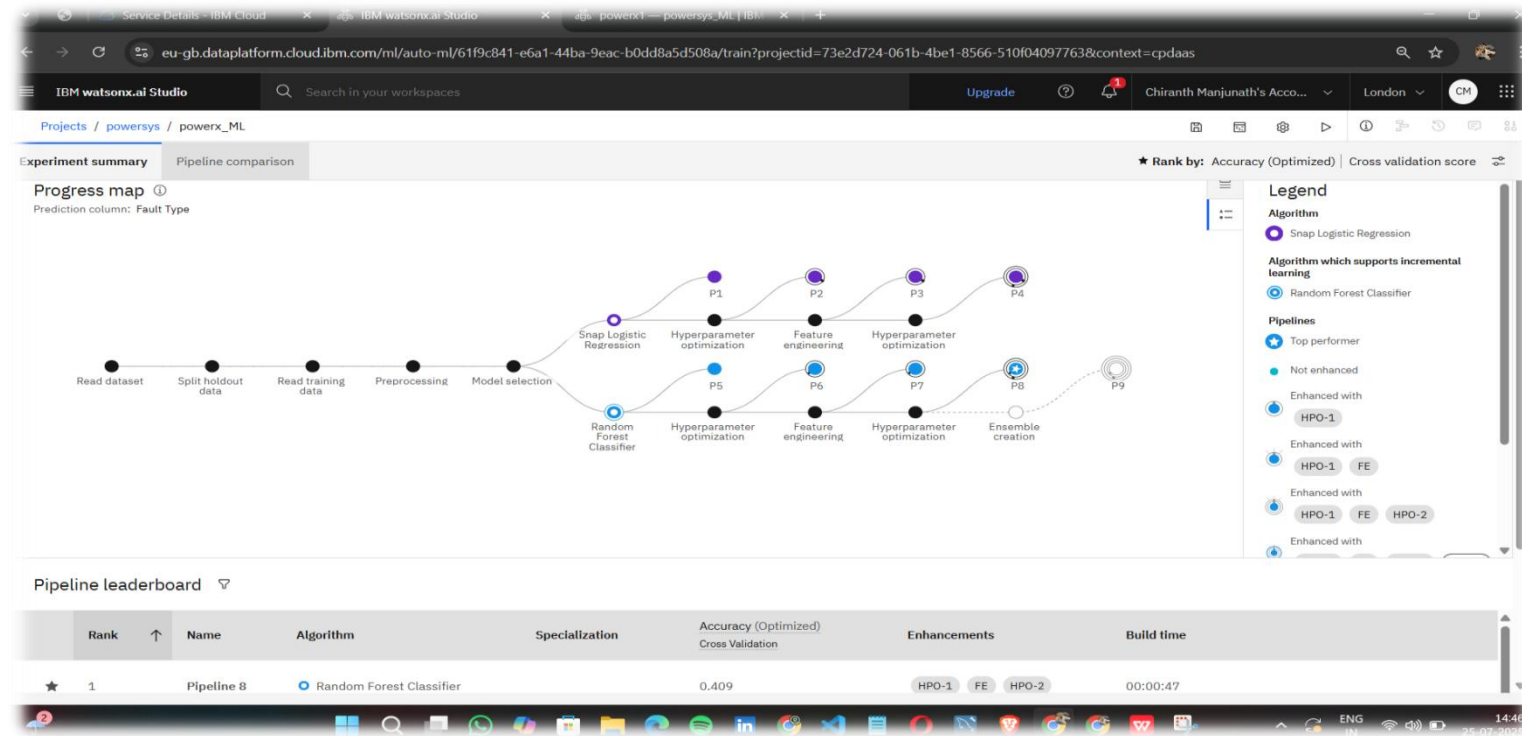 Service Details - IBM Cloud
IBM watsonx.ai Studio
powerx1 — powersys_ML | IBM
eu-gb.dataplatform.cloud.ibm.com/ml/auto-ml/61f9c841-e6a1-44ba-9eac-b0dd8a5d508a/train?projectid=73e2d724-061b-4be1-8566-510f04097763&context=cpdaas
IBM watsonx.ai Studio
Search in your workspaces
Upgrade
1
Chiranth Manjunath's Acco...
London
CM
Projects / powersys / powerx_ML
Experiment summary
Pipeline comparison
Rank by: Accuracy (Optimized) | Cross validation score
Progress map
Prediction column: Fault Type
P1
P2
P3
P4
Snap Logistic
Regression
Hyperparameter
optimization
Feature
engineering
Hyperparameter
optimization
Read dataset
Split holdout
data
Read training
data
Preprocessing
Model selection
P5
P6
P7
P8
P9
Random
Forest
Classifier
Hyperparameter
optimization
Feature
engineering
Hyperparameter
optimization
Ensemble
creation
Legend
Algorithm
Snap Logistic Regression
Algorithm which supports incremental
learning
Random Forest Classifier
Pipelines
Top performer
Not enhanced
Enhanced with
HPO-1
Enhanced with
HPO-1 FE
Enhanced with
HPO-1 FE HPO-2
Enhanced with
Pipeline leaderboard
Rank
Name
Algorithm
Specialization
Accuracy (Optimized)
Cross Validation
Enhancements
Build time
1
Pipeline 8
Random Forest Classifier
0.409
HPO-1 FE HPO-2
00:00:47
2
ENG
IN
14:46
25-07-2025